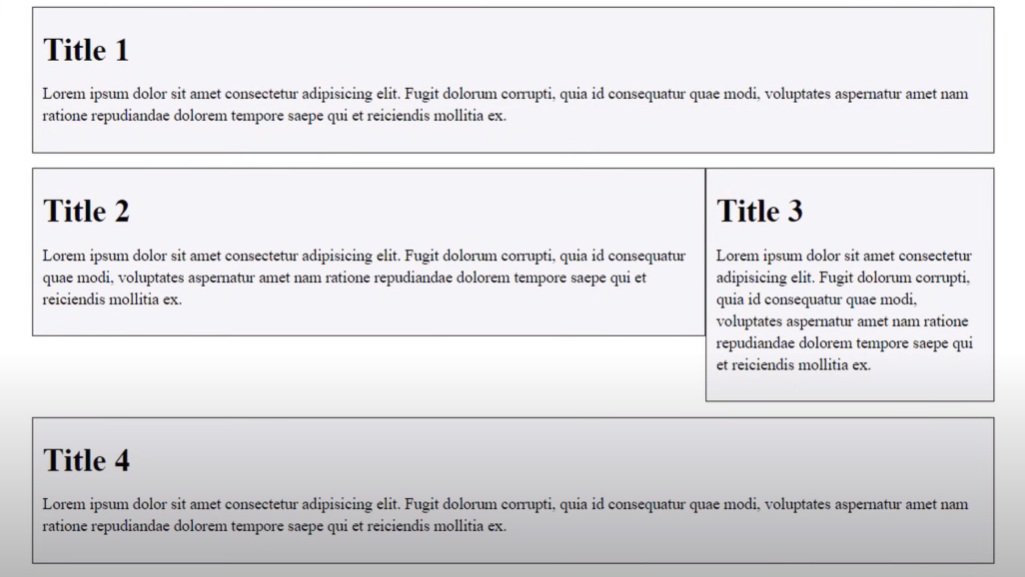 Title 1
Lorem ipsum dolor sit amet consectetur adipisicing elit. Fugit dolorum corrupti, quia id consequatur quae modi, voluptates aspernatur amet nam
ratione repudiandae dolorem tempore saepe qui et reiciendis mollitia ex.
Title 2
Lorem ipsum dolor sit amet consectetur adipisicing elit. Fugit dolorum corrupti, quia id consequatur
quae modi, voluptates aspernatur amet nam ratione repudiandae dolorem tempore saepe qui et
reiciendis mollitia ex.
Title 3
Lorem ipsum dolor sit amet consectetur
adipisicing elit. Fugit dolorum corrupti,
quia id consequatur quae modi,
voluptates aspernatur amet nam ratione
repudiandae dolorem tempore saepe qui
et reiciendis mollitia ex.
Title 4
Lorem ipsum dolor sit amet consectetur adipisicing elit. Fugit dolorum corrupti, quia id consequatur quae modi, voluptates aspernatur amet nam
ratione repudiandae dolorem tempore saepe qui et reiciendis mollitia ex.